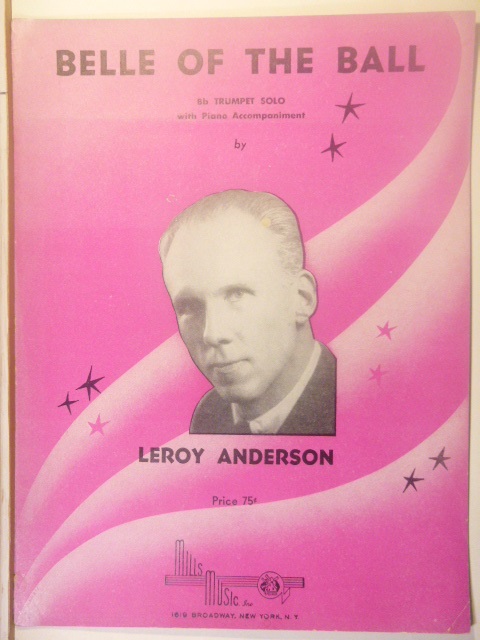 BELLE OF THE BALL
Bb TRUMPET SOLO
with Piano Accompaniment
by
LEROY ANDERSON
Price 75¢
MILLS
MUSIC, Inc
1619 BROADWAY, NEW YORK, N.Y.